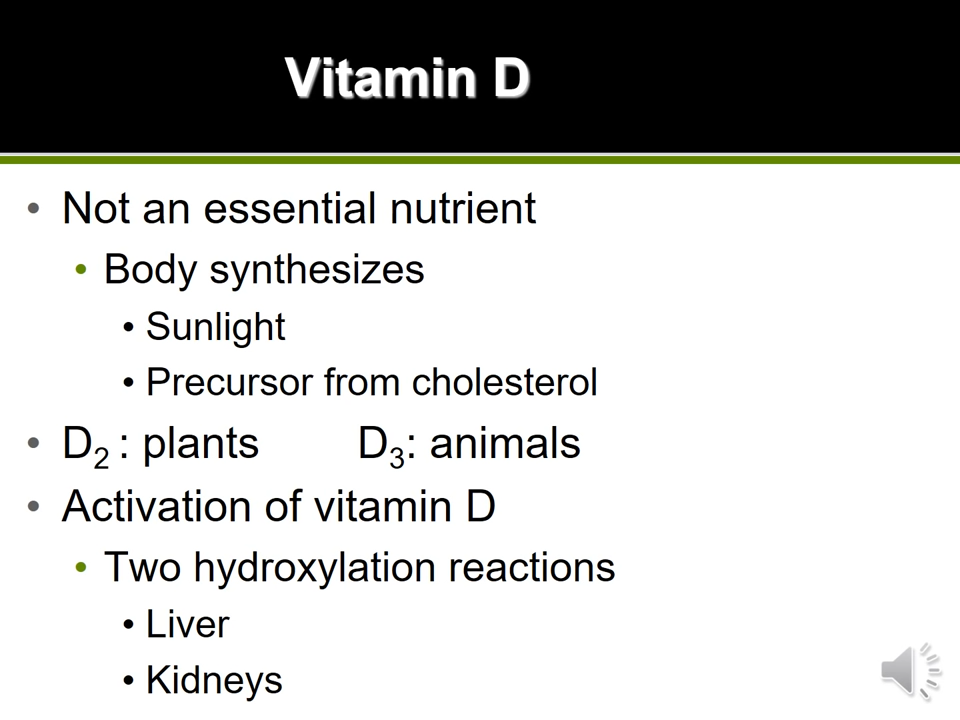 Vitamin D
• Not an essential nutrient
• Body synthesizes
• Sunlight
• Precursor from cholesterol
• D₂ : plants D₃: animals
• Activation of vitamin D
• Two hydroxylation reactions
• Liver
• Kidneys